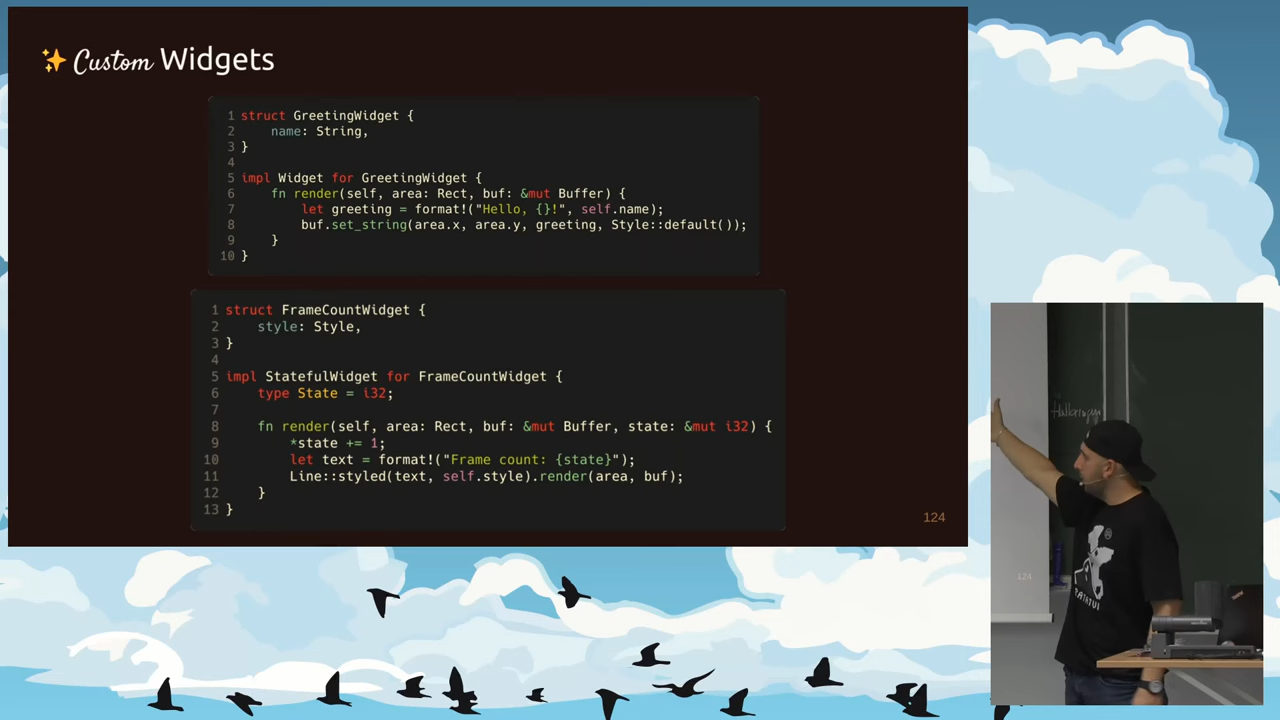 ✨ Custom Widgets
1 struct GreetingWidget {
2     name: String,
3 }
4
5 impl Widget for GreetingWidget {
6     fn render(self, area: Rect, buf: &mut Buffer) {
7         let greeting = format!("Hello, {}!", self.name);
8         buf.set_string(area.x, area.y, greeting, Style::default());
9     }
10 }
1 struct FrameCountWidget {
2     style: Style,
3 }
4
5 impl StatefulWidget for FrameCountWidget {
6     type State = i32;
7
8     fn render(self, area: Rect, buf: &mut Buffer, state: &mut i32) {
9         *state += 1;
10         let text = format!("Frame count: {state}");
11         Line::styled(text, self.style).render(area, buf);
12     }
13 }
124
124